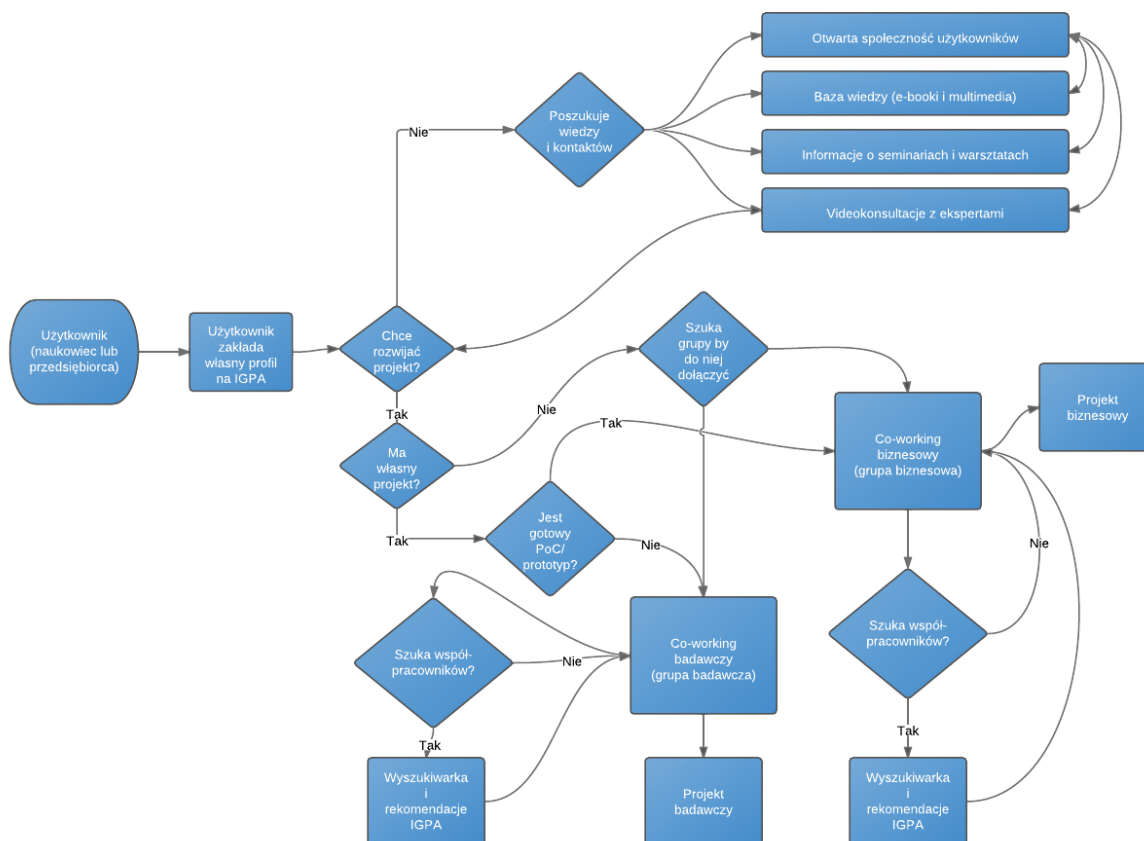 Otwarta społeczność użytkowników
Baza wiedzy (e-booki i multimedia)
Informacje o seminariach i warsztatach
Videokonsultacje z ekspertami
Nie
Poszukuje
wiedzy
i kontaktów
Użytkownik
(naukowiec lub
przedsiębiorca)
Użytkownik
zakłada
własny profil
na IGPA
Chce
rozwijać
projekt?
Szuka
grupy by
do niej
dołączyć
Projekt
biznesowy
Tak
Nie
Tak
Ma
własny
projekt?
Co-working
biznesowy
(grupa biznesowa)
Tak
Jest
gotowy
PoC/
prototyp?
Nie
Nie
Szuka współ-
pracowników?
Nie
Co-working
badawczy
(grupa badawcza)
Szuka współ-
pracowników?
Tak
Tak
Wyszukiwarka
i
rekomendacje
IGPA
Projekt
badawczy
Wyszukiwarka
i
rekomendacje
IGPA